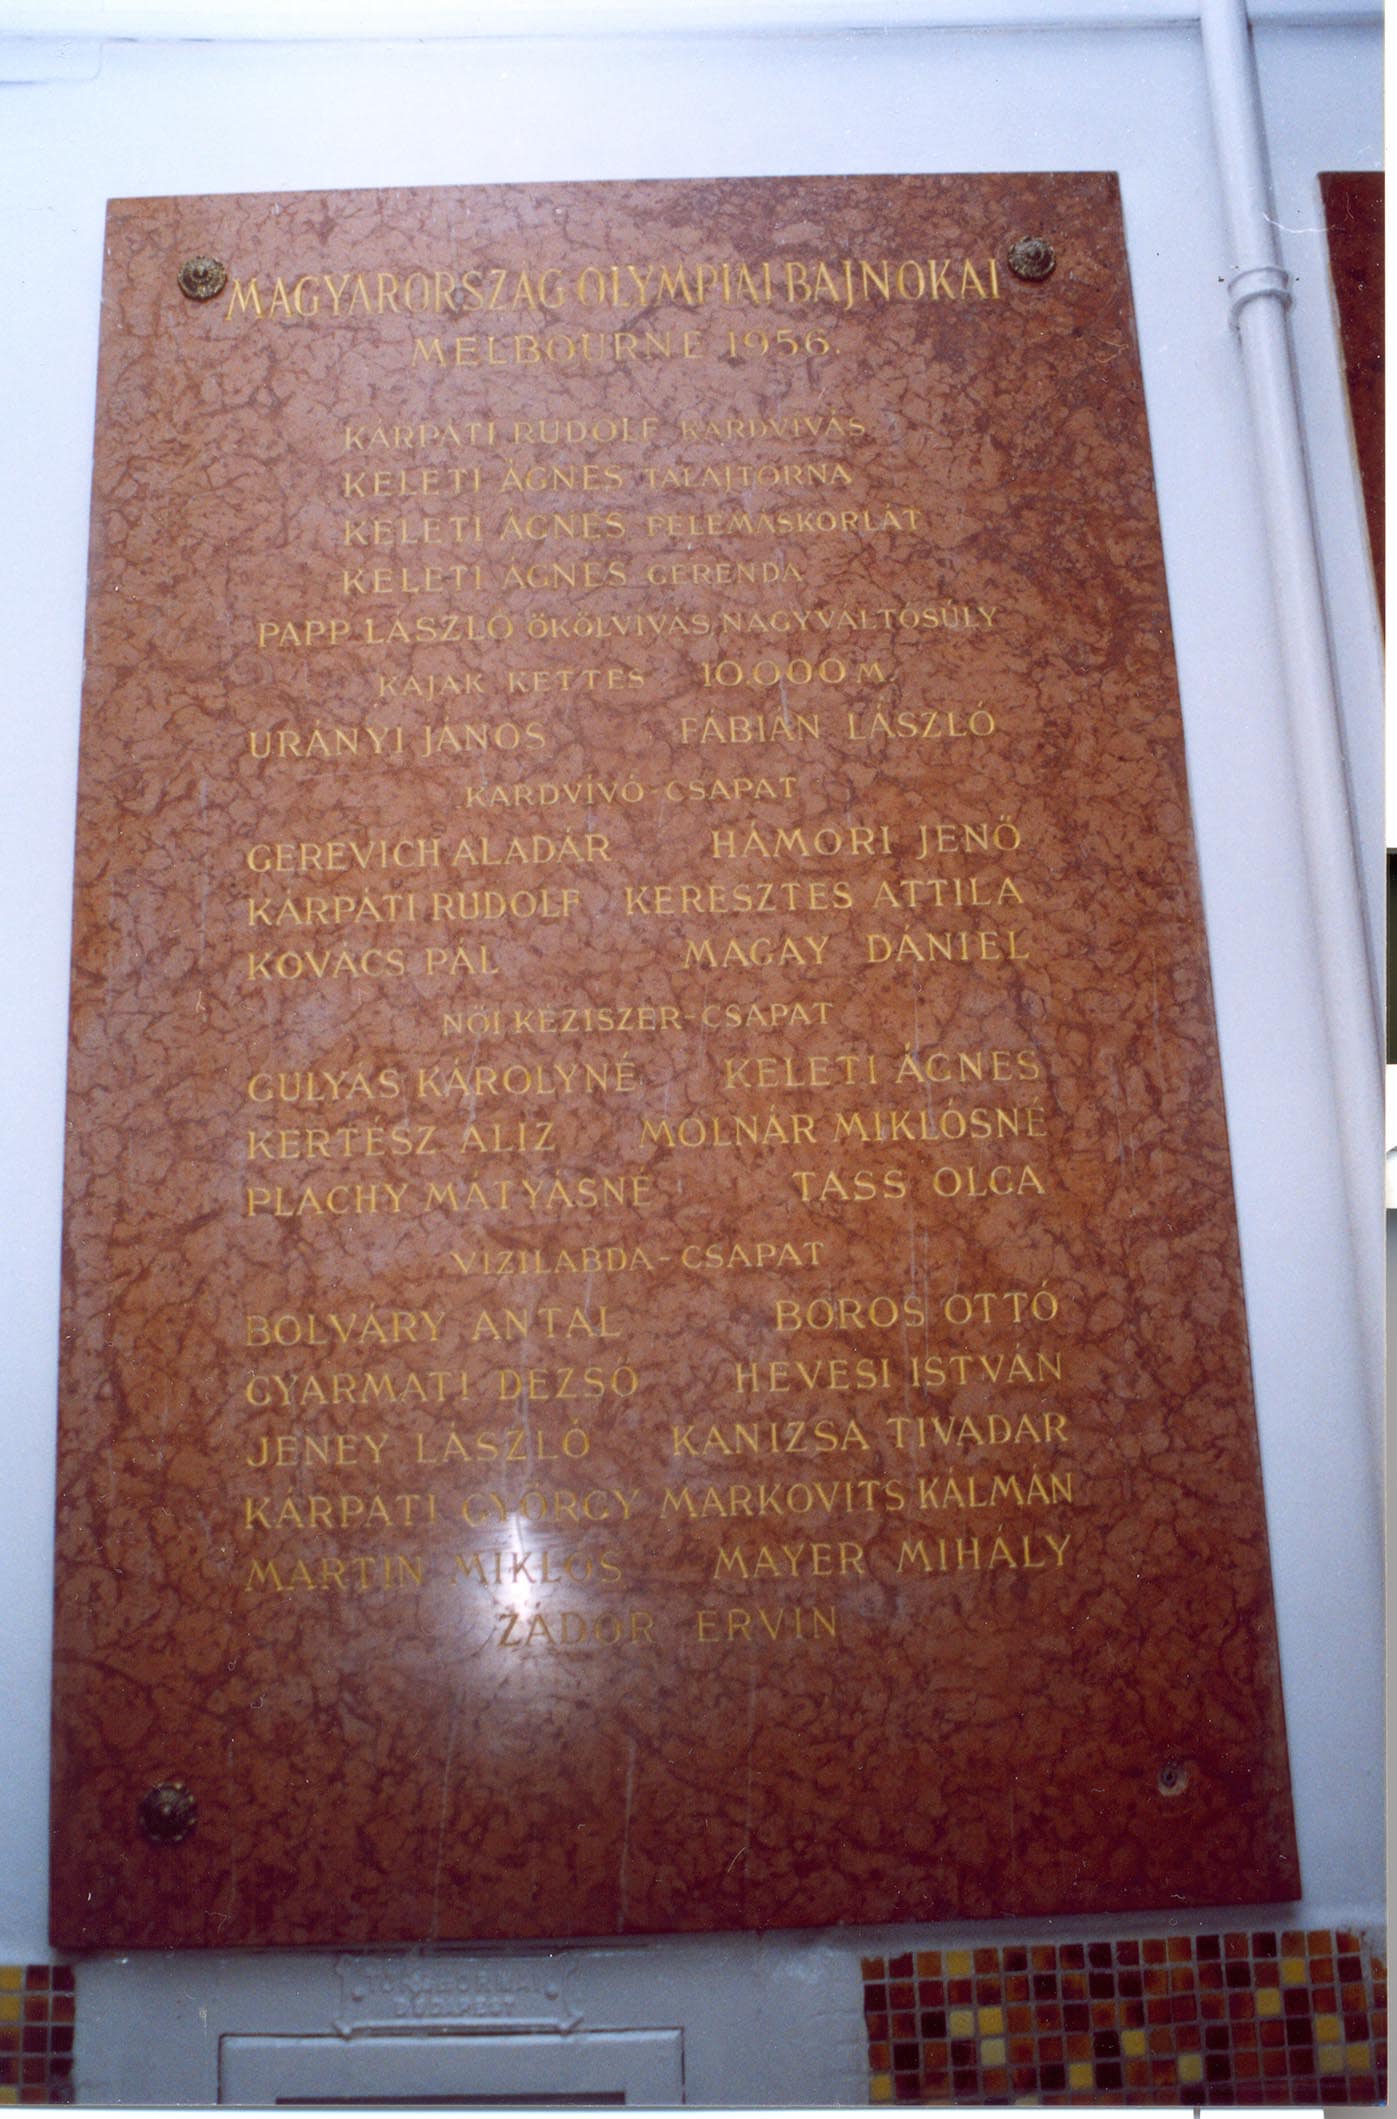 MAGYARORSZÁG OLYMPIAI BAJNOKAI
MELBOURNE 1956.
KÁRPÁTI RUDOLF KARDVÍVÁS
KELETI ÁGNES TALAJTORNA
KELETI ÁGNES FELEMÁSKORLÁT
KELETI ÁGNES GERENDA
PAPP LÁSZLÓ ÖKÖLVIVÁS NAGYVÁLTÓSÚLY
KAJAK KETTES 10.000 M.
URÁNYI JÁNOS FÁBIÁN LÁSZLÓ
KARDVÍVÓ-CSAPAT
GEREVICH ALADÁR HÁMORI JENŐ
KÁRPÁTI RUDOLF KERESZTES ATTILA
KOVÁCS PÁL MAGAY DÁNIEL
NŐI KÉZISZER-CSAPAT
GULYÁS KÁROLYNÉ KELETI ÁGNES
KERTÉSZ ALIZ MOLNÁR MIKLÓSNÉ
PLACHY MÁTYÁSNÉ TASS OLGA
VIZILABDA-CSAPAT
BOLVÁRY ANTAL BOROS OTTÓ
GYARMATI DEZSŐ HEVESI ISTVÁN
JENEY LÁSZLÓ KANIZSA TIVADAR
KÁRPÁTI GYÖRGY MARKOVITS KÁLMÁN
MARTIN MIKLÓS MAYER MIHÁLY
ZÁDOR ERVIN
BUDAPEST